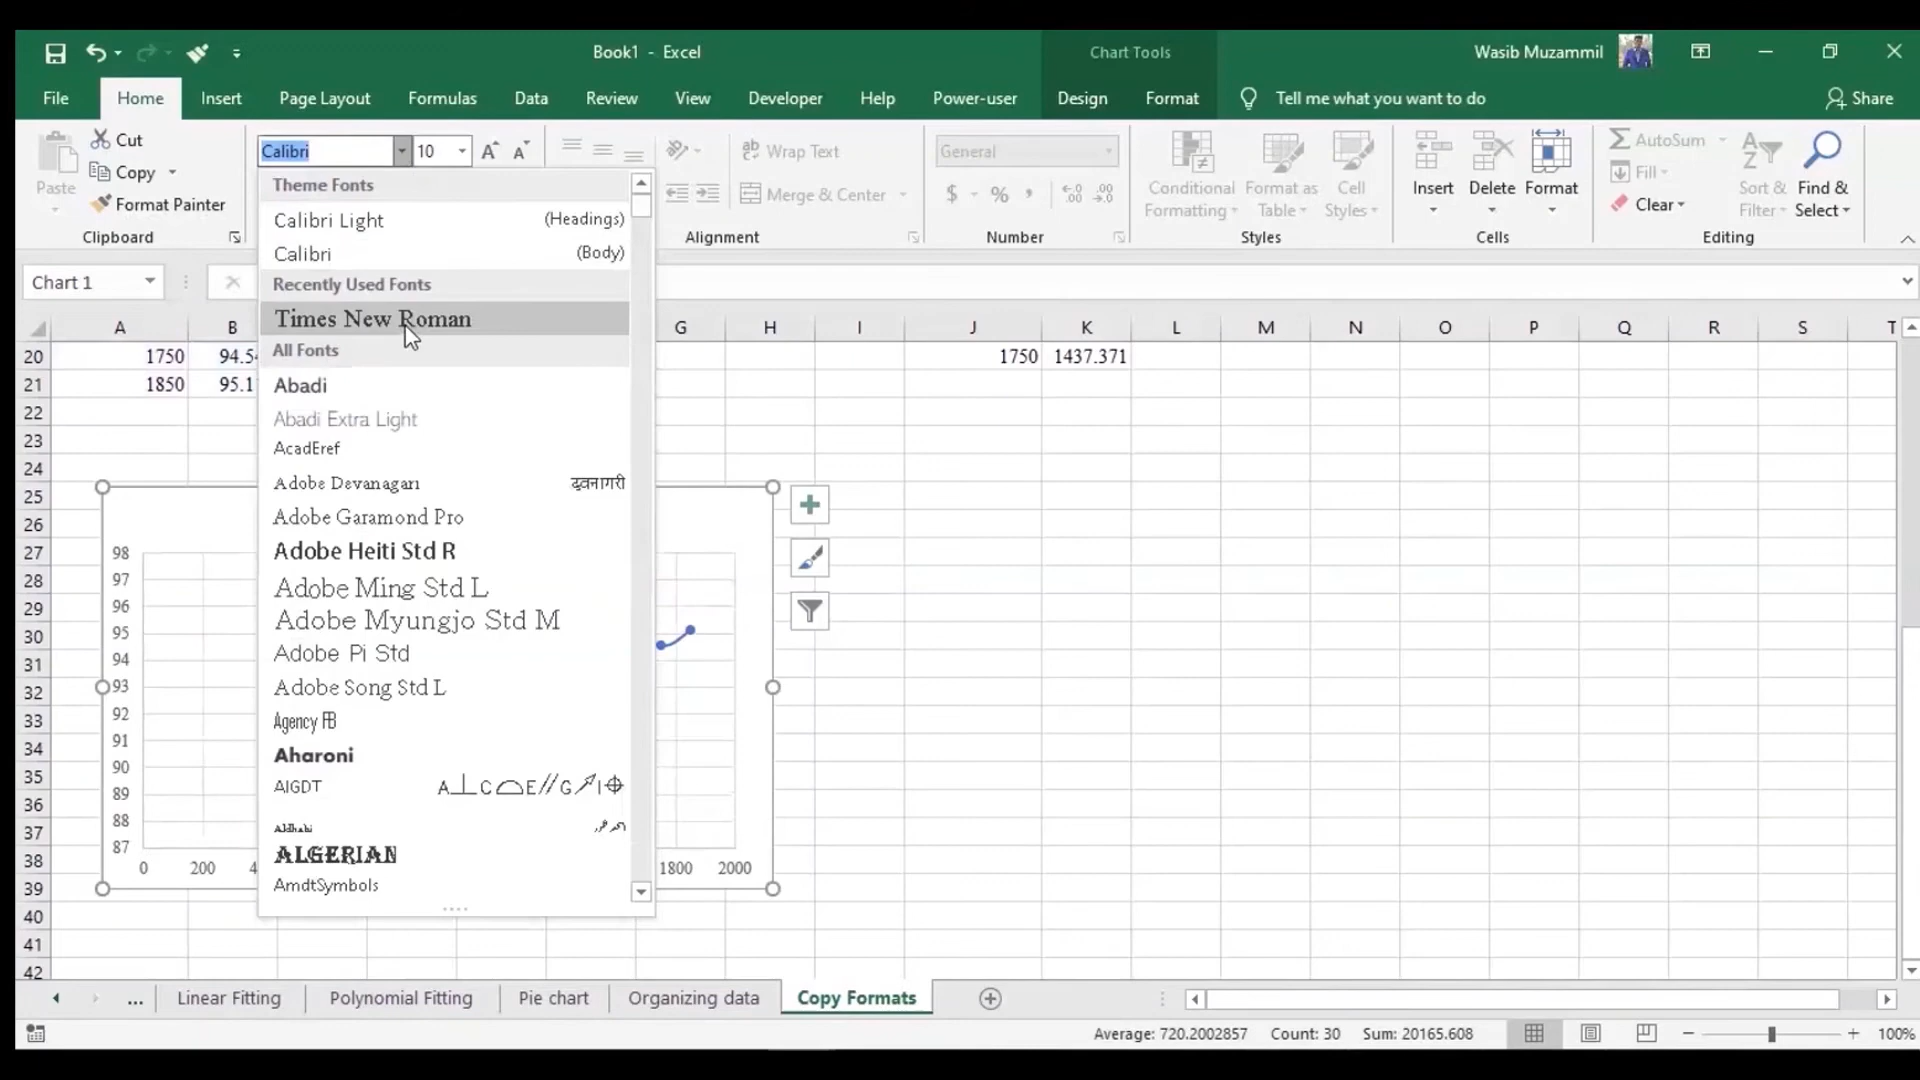 Book1 - Excel
Chart Tools
Wasib Muzammil
File Home Insert Page Layout Formulas Data Review View Developer Help Power-user Design Format Tell me what you want to do Share
Paste
Cut
Copy
Format Painter
Clipboard
Calibri 10
ab Wrap Text
Merge & Center
Alignment
General
$ % ,
Number
Conditional Formatting
Format as Table
Cell Styles
Styles
Insert
Delete
Format
Cells
AutoSum
Fill
Clear
Sort & Filter
Find & Select
Editing
Theme Fonts
Calibri Light (Headings)
Calibri (Body)
Recently Used Fonts
Times New Roman
All Fonts
Abadi
Abadi Extra Light
AcadEref
Adobe Devanagari
Adobe Garamond Pro
Adobe Heiti Std R
Adobe Ming Std L
Adobe Myungjo Std M
Adobe Pi Std
Adobe Song Std L
Agency FB
Aharoni
AIGDT
Aldhabi
ALGERIAN
AmdtSymbols
Chart 1
A B G H I J K L M N O P Q R S T
20 1750 94.54 1750 1437.371
21 1850 95.1
22
23
24
25
26
27
28
29
30
31
32
33
34
35
36
37
38
39
40
41
42
98
97
96
95
94
93
92
91
90
89
88
87
0 200 4 1800 2000
... Linear Fitting Polynomial Fitting Pie chart Organizing data Copy Formats
Average: 720.2002857 Count: 30 Sum: 20165.608 100%